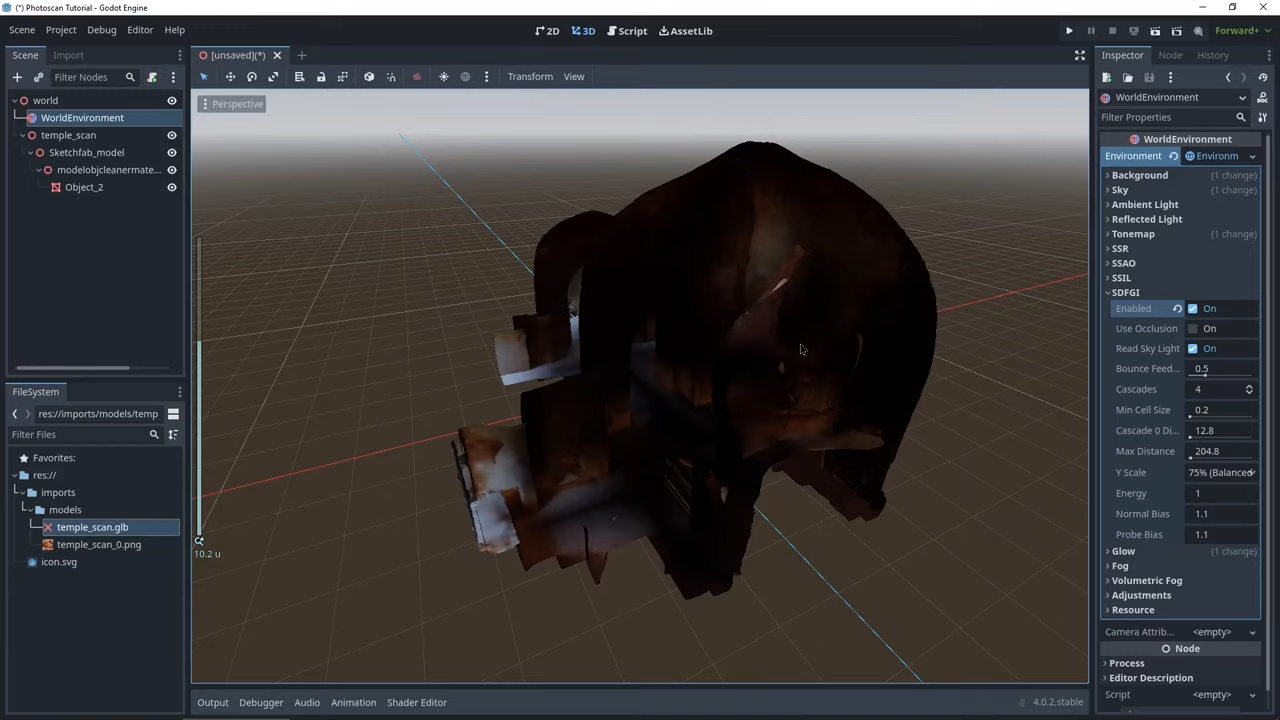 (*) Photoscan Tutorial - Godot Engine
Scene Project Debug Editor Help
2D 3D Script AssetLib
Forward+
Scene Import
Filter Nodes
world
WorldEnvironment
temple_scan
Sketchfab_model
modelobjcleanermate...
Object_2
FileSystem
res://imports/models/temp
Filter Files
Favorites:
res://
imports
models
temple_scan.glb
temple_scan_0.png
icon.svg
[unsaved](*)
Transform View
Perspective
10.2 u
Output Debugger Audio Animation Shader Editor
4.0.2.stable
Inspector Node History
WorldEnvironment
Filter Properties
WorldEnvironment
Environment Environm
Background (1 change)
Sky (1 change)
Ambient Light
Reflected Light
Tonemap (1 change)
SSR
SSAO
SSIL
SDFGI
Enabled On
Use Occlusion On
Read Sky Light On
Bounce Feed... 0.5
Cascades 4
Min Cell Size 0.2
Cascade 0 Di... 12.8
Max Distance 204.8
Y Scale 75% (Balanced
Energy 1
Normal Bias 1.1
Probe Bias 1.1
Glow (1 change)
Fog
Volumetric Fog
Adjustments
Resource
Camera Attrib... <empty>
Node
Process
Editor Description
Script <empty>